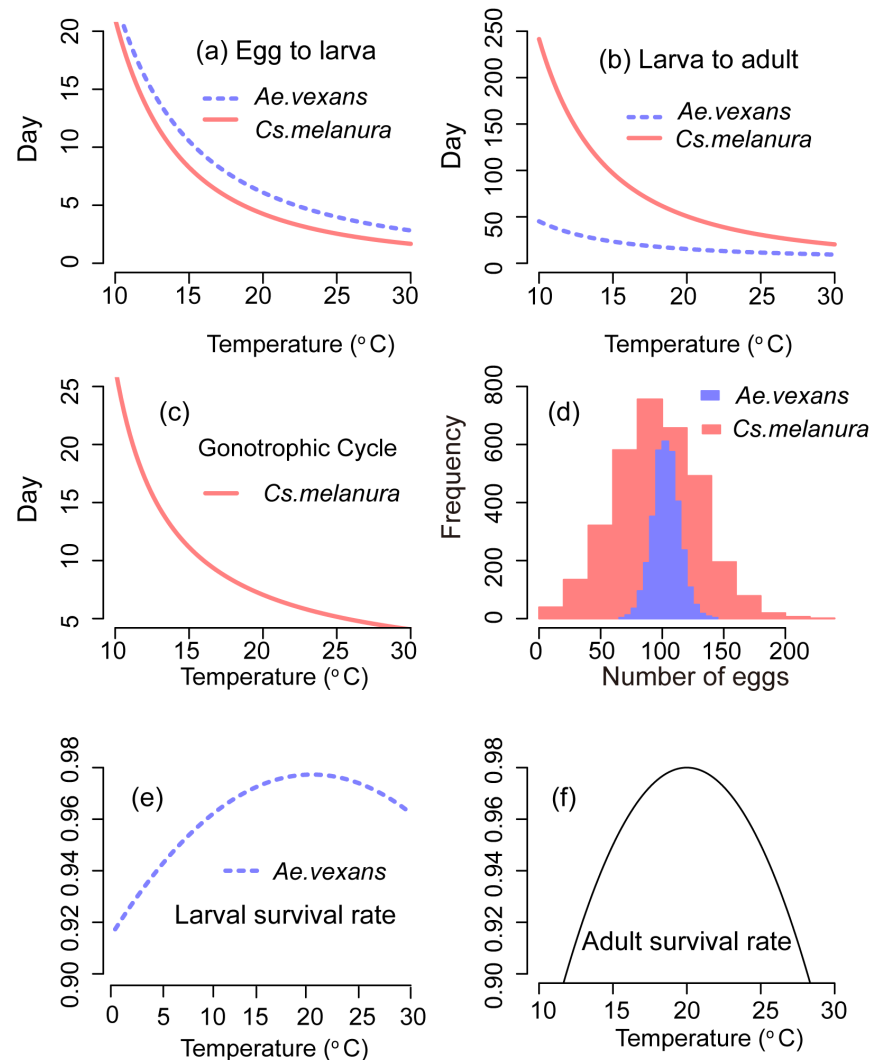 (a) Egg to larva
Ae.vexans
Cs.melanura
Day
0 5 10 15 20
10 15 20 25 30
Temperature (°C)
(b) Larva to adult
Ae.vexans
Cs.melanura
Day
0 50 100 150 200 250
10 15 20 25 30
Temperature (°C)
(c)
Gonotrophic Cycle
Cs.melanura
Day
5 10 15 20 25
10 15 20 25 30
Temperature (°C)
(d)
Ae.vexans
Cs.melanura
Frequency
0 200 400 600 800
0 50 100 150 200
Number of eggs
(e)
Ae.vexans
Larval survival rate
0.90 0.92 0.94 0.96 0.98
0 5 10 15 15 20 25 30
Temperature (°C)
(f)
Adult survival rate
0.90 0.92 0.94 0.96 0.98
10 15 20 25 30
Temperature (°C)